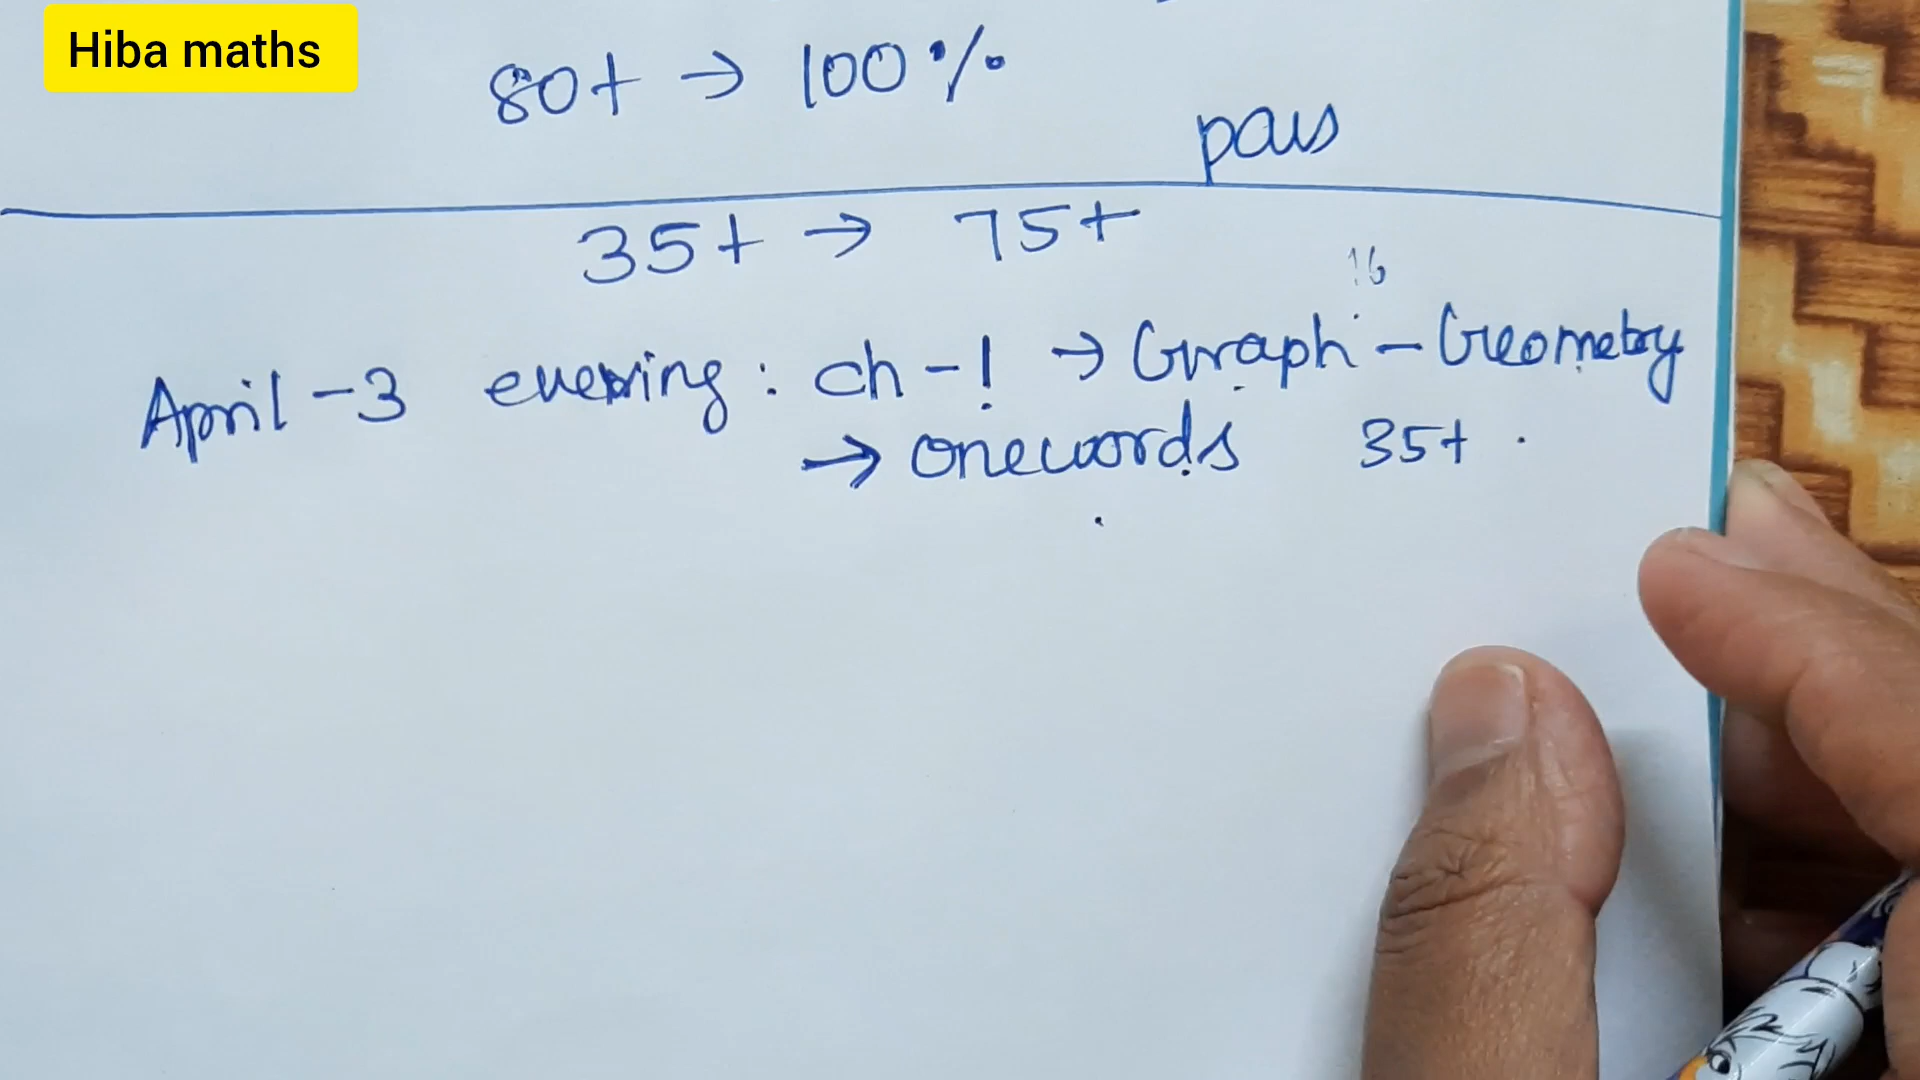 Hiba maths
80+ → 100%
pass
35+ → 75+
16
April - 3 evening : ch - 1 → Graph - Geometry
→ onewords 35+